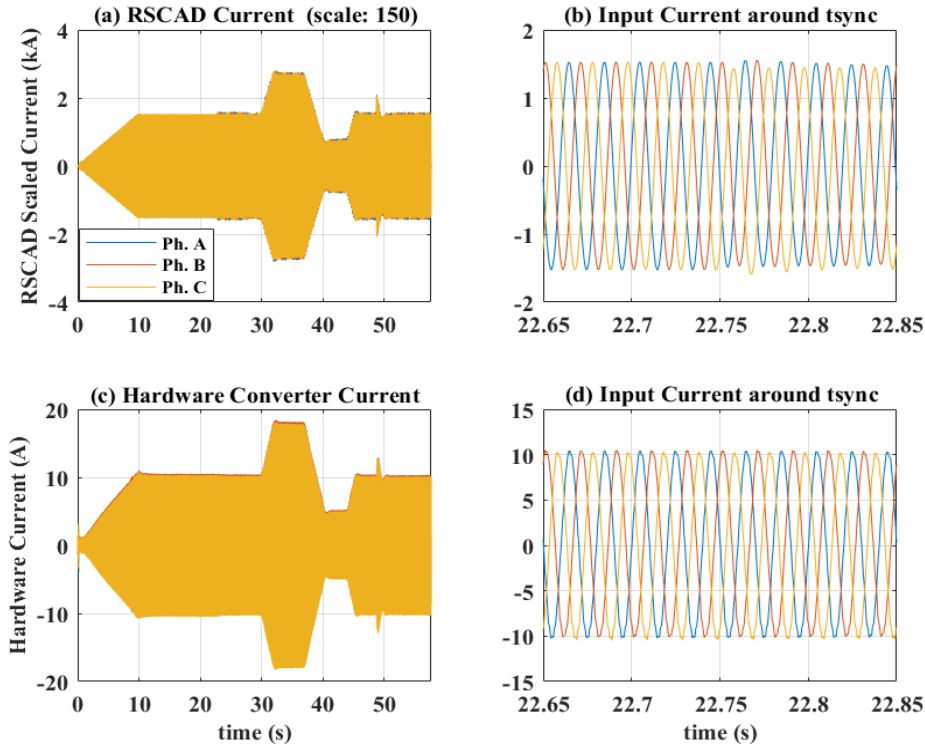 (a) RSCAD Current (scale: 150)
RSCAD Scaled Current (kA)
4
2
0
-2
-4
Ph. A
Ph. B
Ph. C
0 10 20 30 40 50
(b) Input Current around tsync
2
1
0
-1
-2
22.65 22.7 22.75 22.8 22.85
(c) Hardware Converter Current
Hardware Current (A)
20
10
0
-10
-20
0 10 20 30 40 50
time (s)
(d) Input Current around tsync
15
10
5
0
-5
-10
-15
22.65 22.7 22.75 22.8 22.85
time (s)